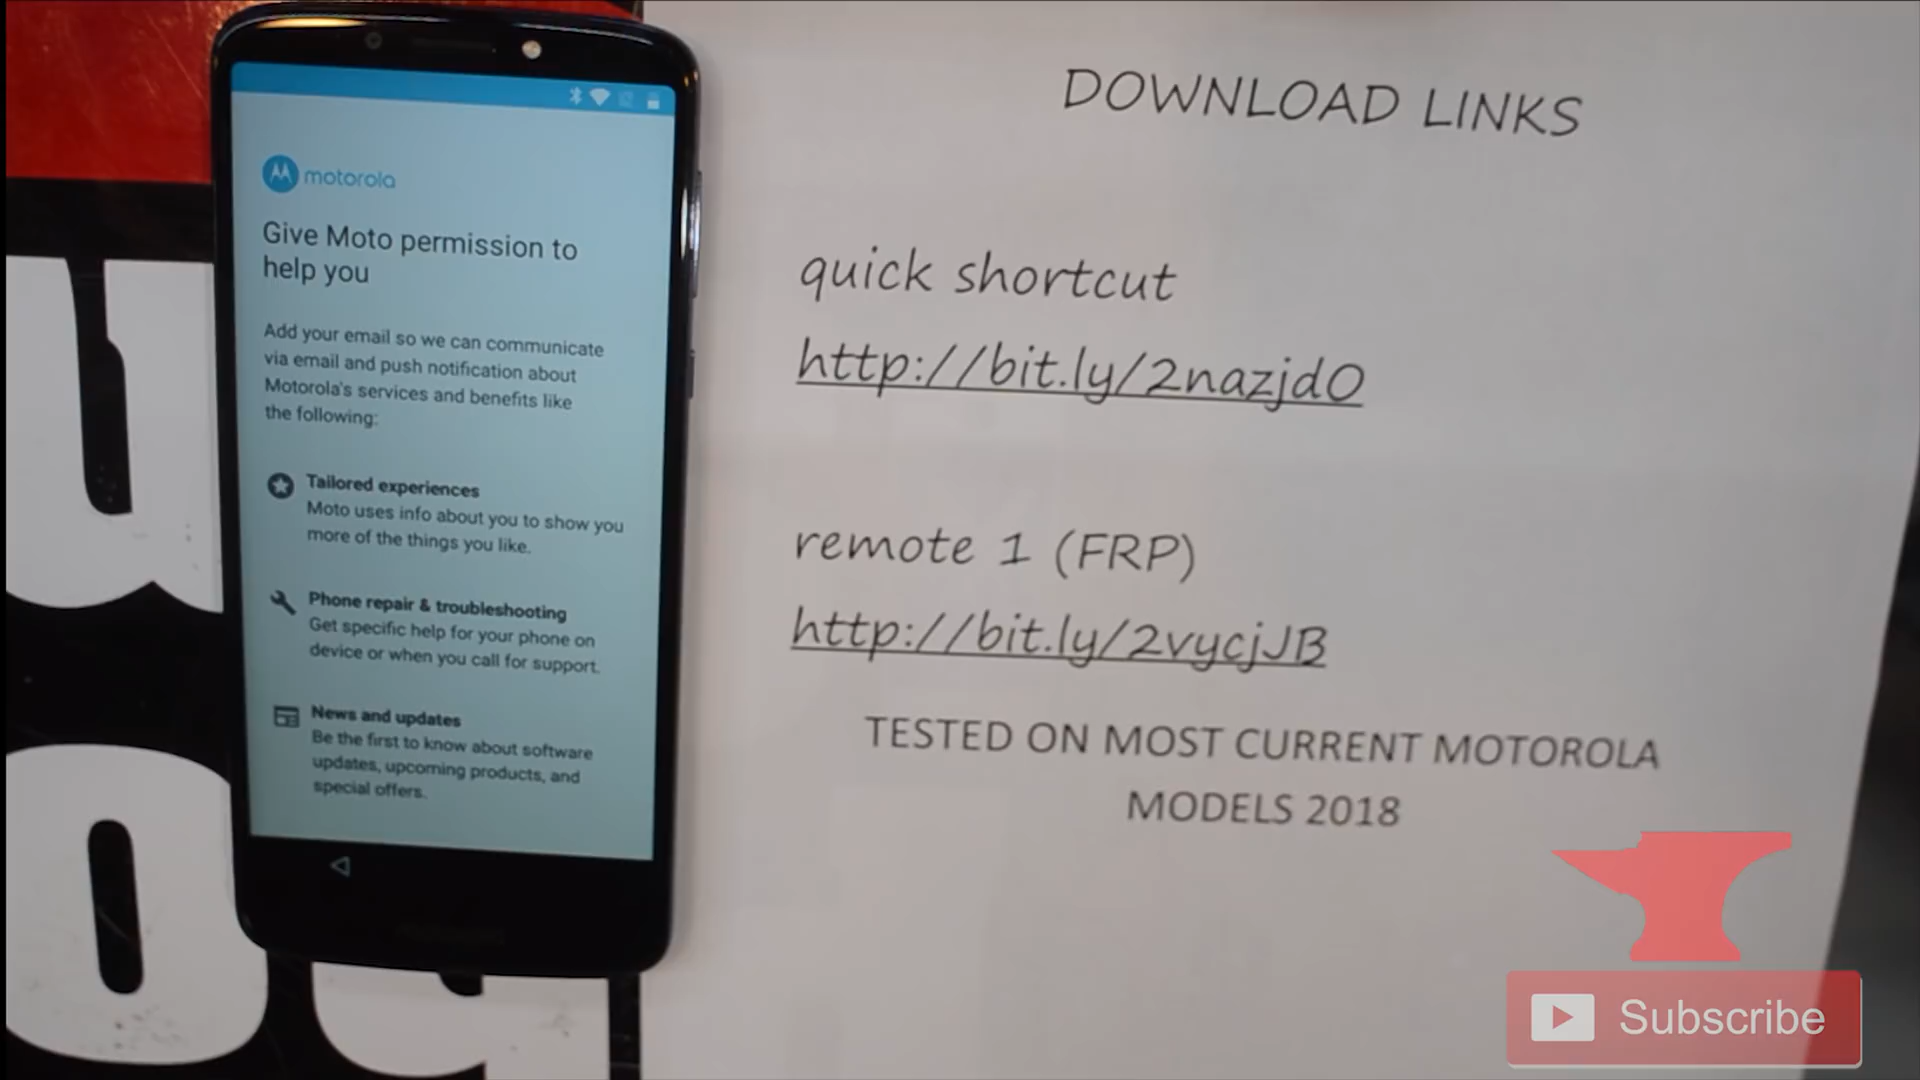 motorola
Give Moto permission to
help you
Add your email so we can communicate
via email and push notification about
Motorola's services and benefits like
the following:
Tailored experiences
Moto uses info about you to show you
more of the things you like.
Phone repair & troubleshooting
Get specific help for your phone on
device or when you call for support.
News and updates
Be the first to know about software
updates, upcoming products, and
special offers.
DOWNLOAD LINKS
quick shortcut
http://bit.ly/2nazjdO
remote 1 (FRP)
http://bit.ly/2vycjJB
TESTED ON MOST CURRENT MOTOROLA
MODELS 2018
Subscribe